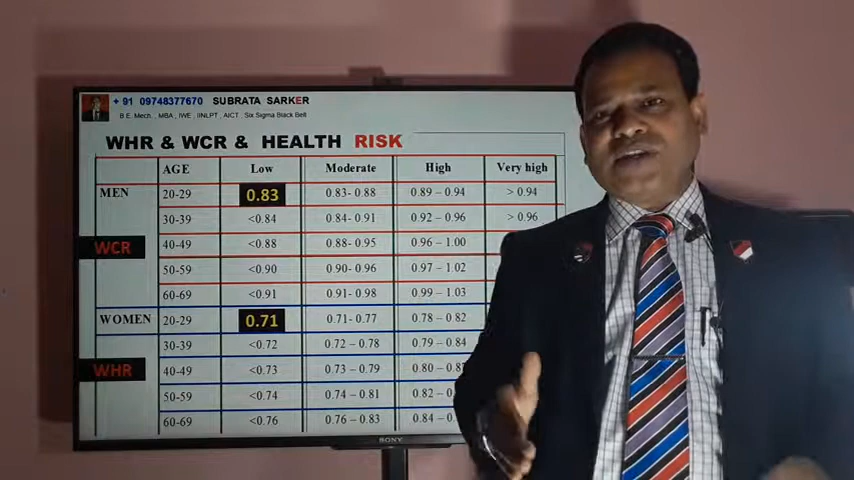 + 91 09748377670 SUBRATA SARKER
B.E. Mech., MBA, IWE, IINLPT, AICT, Six Sigma Black Belt
WHR & WCR & HEALTH RISK
AGE Low Moderate High Very high
MEN 20-29 0.83 0.83- 0.88 0.89 – 0.94 > 0.94
30-39 <0.84 0.84- 0.91 0.92 – 0.96 > 0.96
WCR 40-49 <0.88 0.88- 0.95 0.96 – 1.00
50-59 <0.90 0.90- 0.96 0.97 – 1.02
60-69 <0.91 0.91- 0.98 0.99 – 1.03
WOMEN 20-29 0.71 0.71- 0.77 0.78 – 0.82
30-39 <0.72 0.72 – 0.78 0.79 – 0.84
WHR 40-49 <0.73 0.73 – 0.79 0.80 –
50-59 <0.74 0.74 – 0.81 0.82 –
60-69 <0.76 0.76 – 0.83 0.84 –
SONY